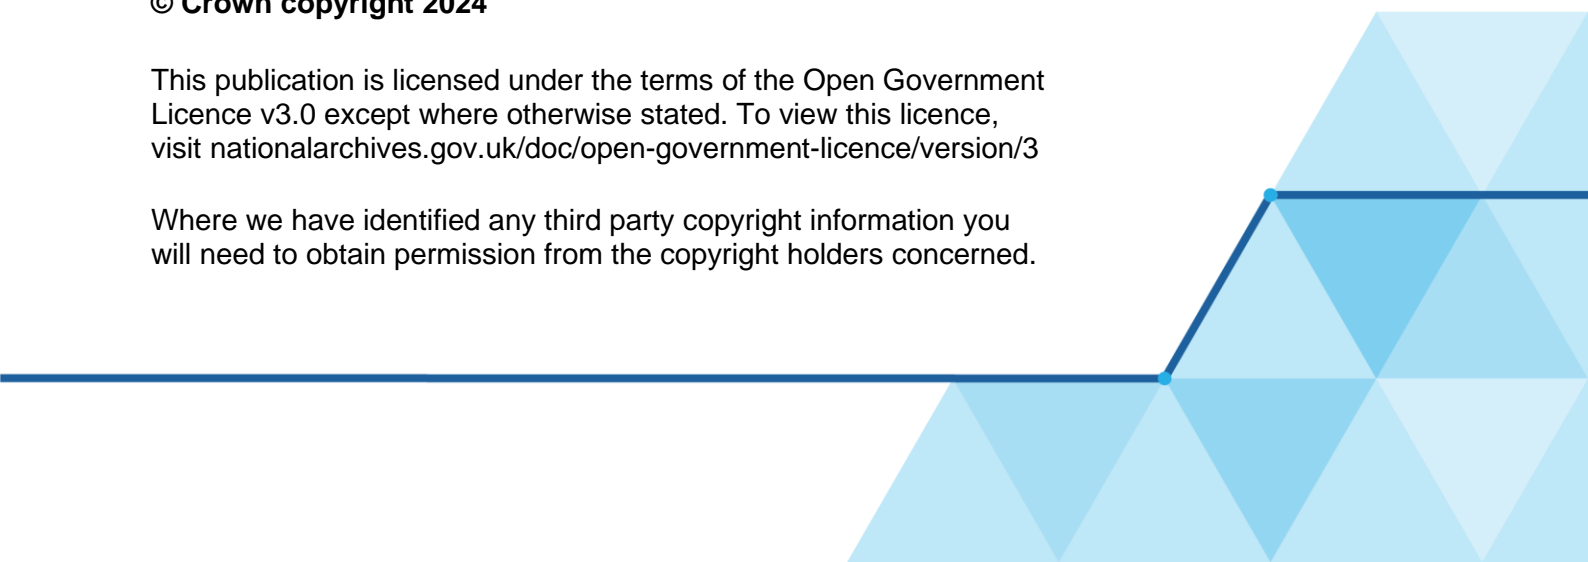 © Crown copyright 2024
This publication is licensed under the terms of the Open Government
Licence v3.0 except where otherwise stated. To view this licence,
visit nationalarchives.gov.uk/doc/open-government-licence/version/3
Where we have identified any third party copyright information you
will need to obtain permission from the copyright holders concerned.